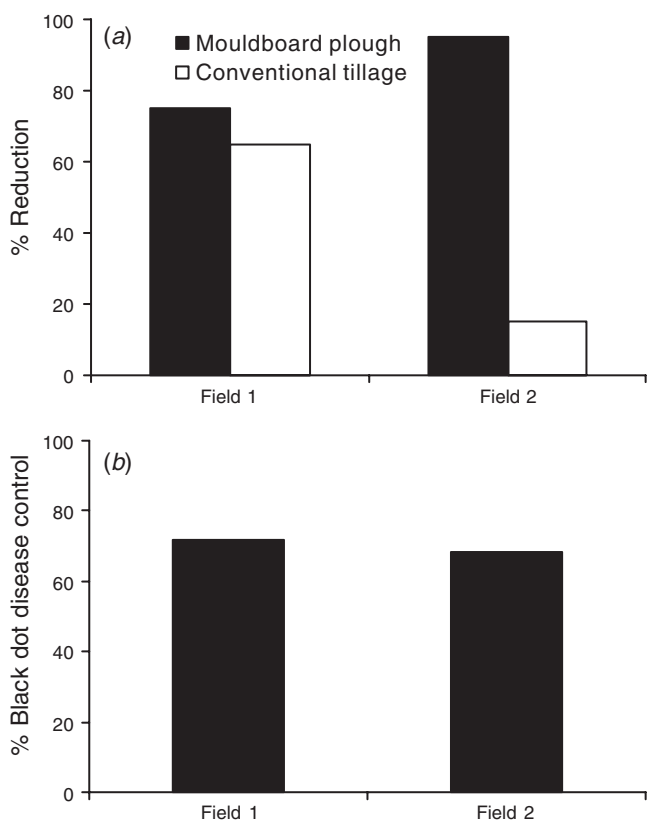 100
(a)
Mouldboard plough
Conventional tillage
80
60
40
20
0
% Reduction
Field 1 Field 2
100
(b)
80
60
40
20
0
% Black dot disease control
Field 1 Field 2